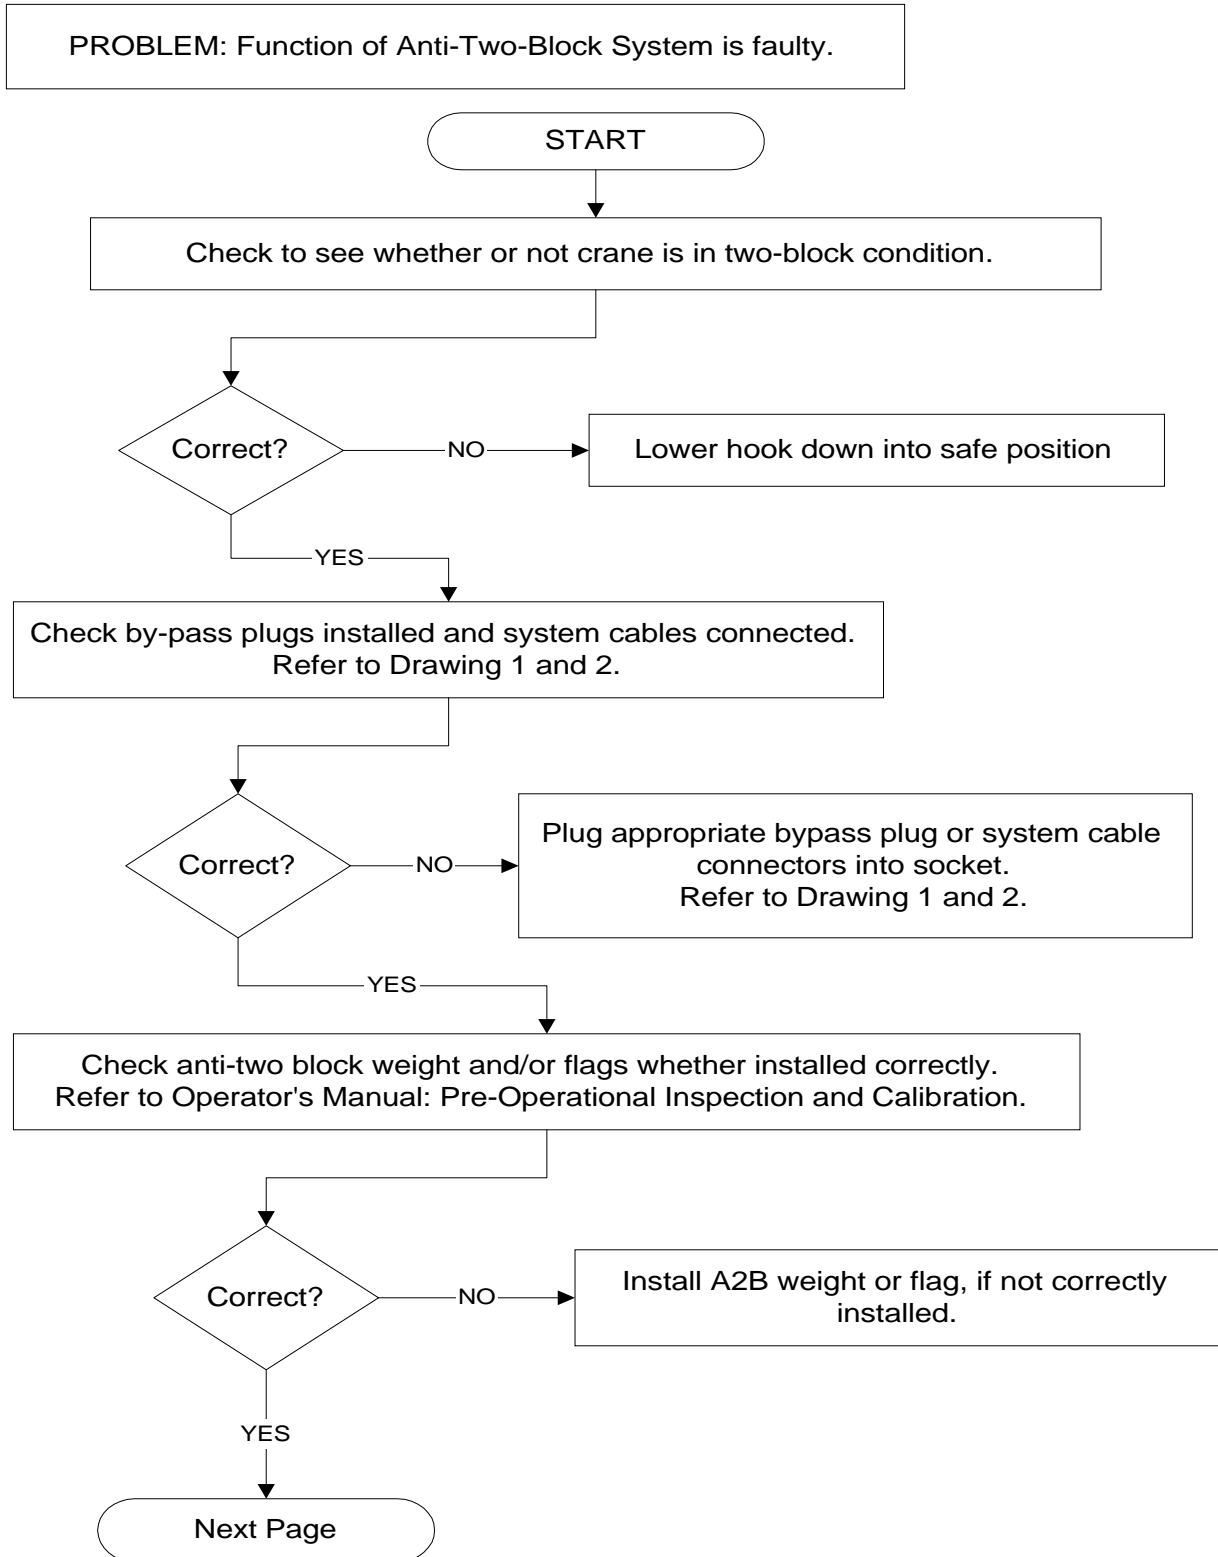 PROBLEM: Function of Anti-Two-Block System is faulty.
START
Check to see whether or not crane is in two-block condition.
Correct?
NO
Lower hook down into safe position
YES
Check by-pass plugs installed and system cables connected.
Refer to Drawing 1 and 2.
Correct?
NO
Plug appropriate bypass plug or system cable
connectors into socket.
Refer to Drawing 1 and 2.
YES
Check anti-two block weight and/or flags whether installed correctly.
Refer to Operator's Manual: Pre-Operational Inspection and Calibration.
Correct?
NO
Install A2B weight or flag, if not correctly
installed.
YES
Next Page